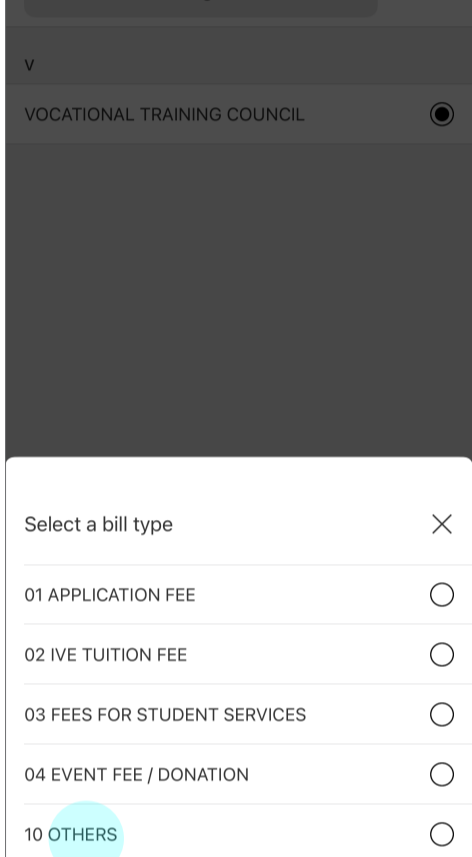 V
VOCATIONAL TRAINING COUNCIL
Select a bill type
01 APPLICATION FEE
02 IVE TUITION FEE
03 FEES FOR STUDENT SERVICES
04 EVENT FEE / DONATION
10 OTHERS